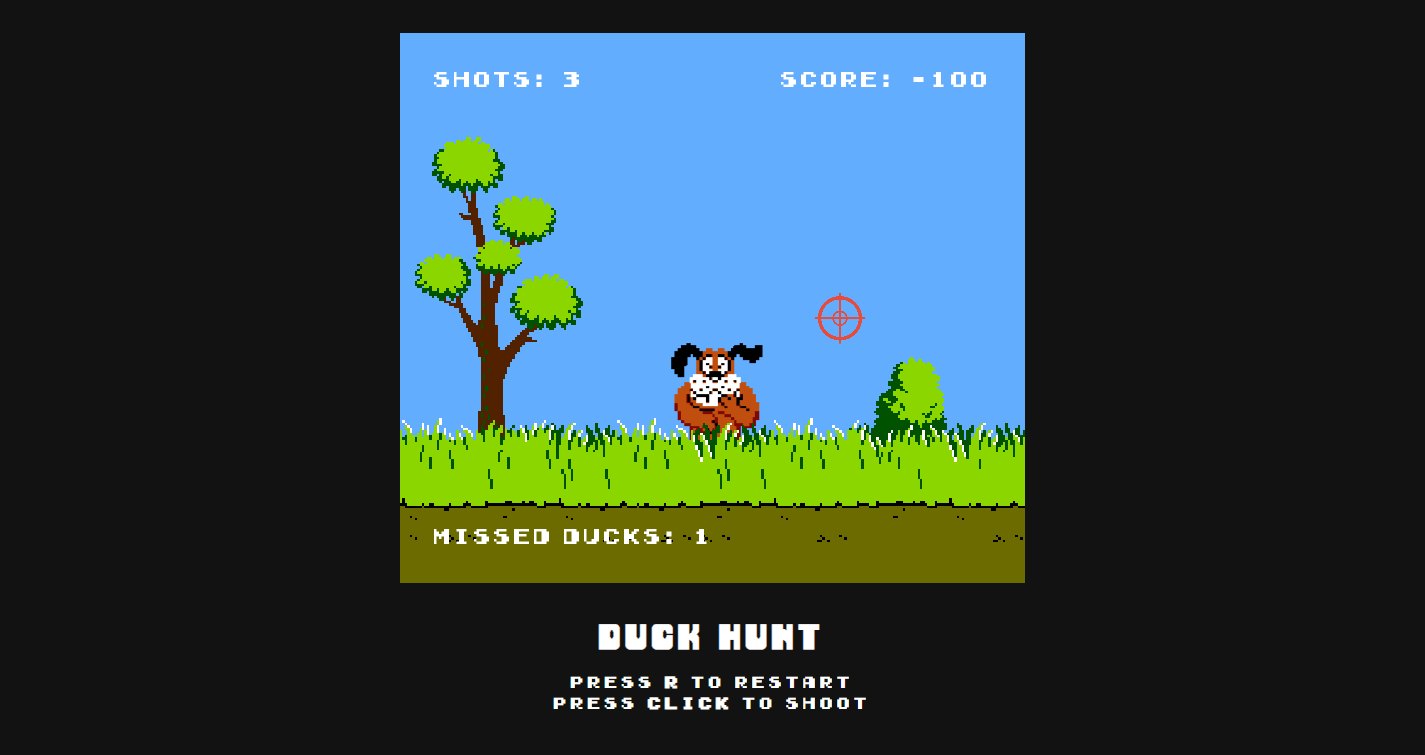 SHOTS: 3
SCORE: -100
MISSED DUCKS: 1
DUCK HUNT
PRESS R TO RESTART
PRESS CLICK TO SHOOT